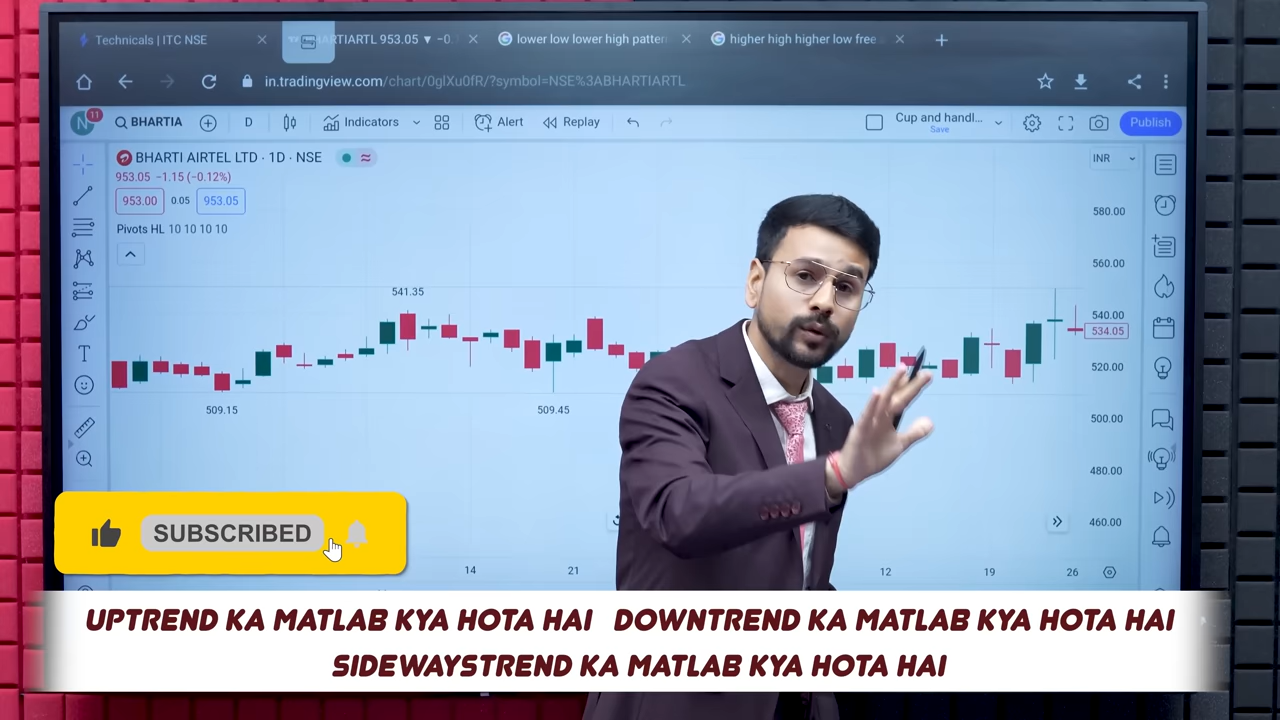 Technicals | ITC NSE
ARTIARTL 953.05 ▼ −0.
lower low lower high patter
higher high higher low free
in.tradingview.com/chart/0glXu0fR/?symbol=NSE%3ABHARTIARTL
N 11
BHARTIA
D
Indicators
Alert
Replay
Cup and handl...
Save
Publish
BHARTI AIRTEL LTD · 1D · NSE
INR
953.05 −1.15 (−0.12%)
953.00 0.05 953.05
Pivots HL 10 10 10 10
580.00
560.00
541.35
540.00
534.05
520.00
509.15
509.45
500.00
480.00
460.00
14 21 12 19 26
SUBSCRIBED
UPTREND KA MATLAB KYA HOTA HAI DOWNTREND KA MATLAB KYA HOTA HAI
SIDEWAYSTREND KA MATLAB KYA HOTA HAI